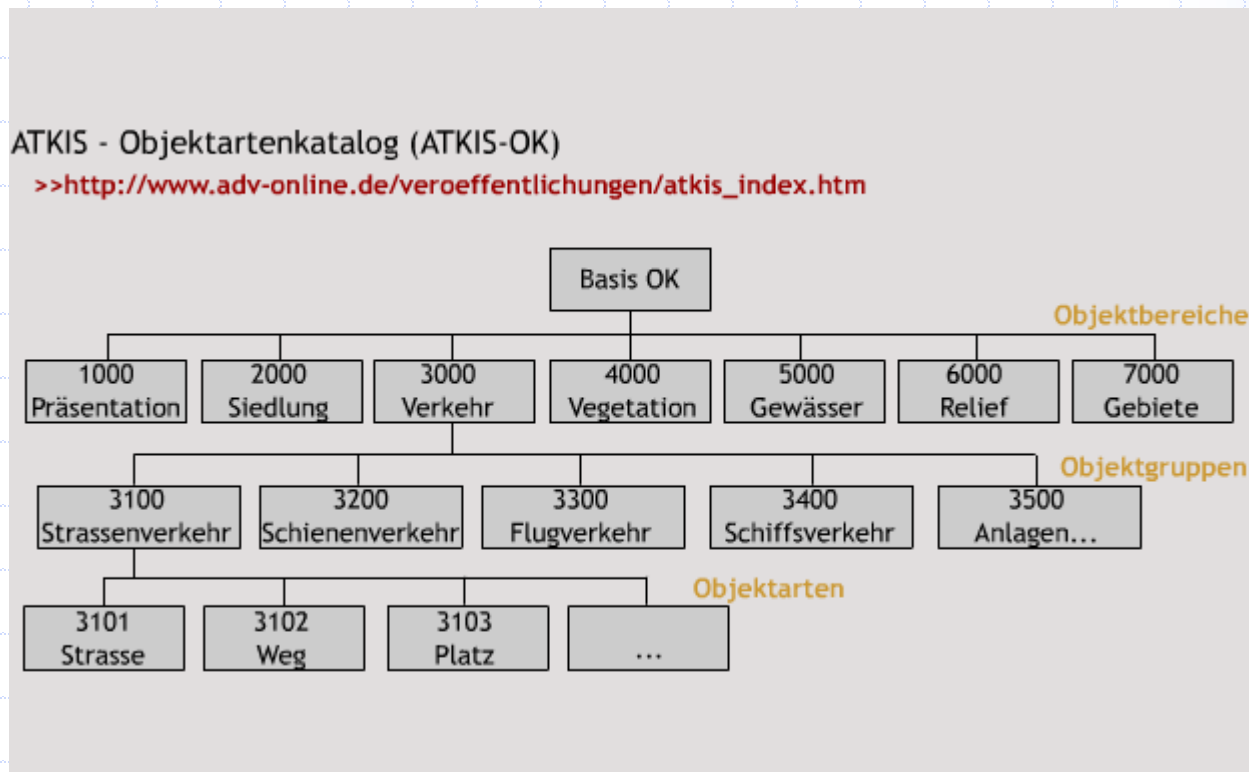 ATKIS - Objektartenkatalog (ATKIS-OK)
>>http://www.adv-online.de/veroeffentlichungen/atkis_index.htm
Basis OK
Objektbereiche
1000
Präsentation
2000
Siedlung
3000
Verkehr
4000
Vegetation
5000
Gewässer
6000
Relief
7000
Gebiete
Objektgruppen
3100
Strassenverkehr
3200
Schienenverkehr
3300
Flugverkehr
3400
Schiffsverkehr
3500
Anlagen...
Objektarten
3101
Strasse
3102
Weg
3103
Platz
...